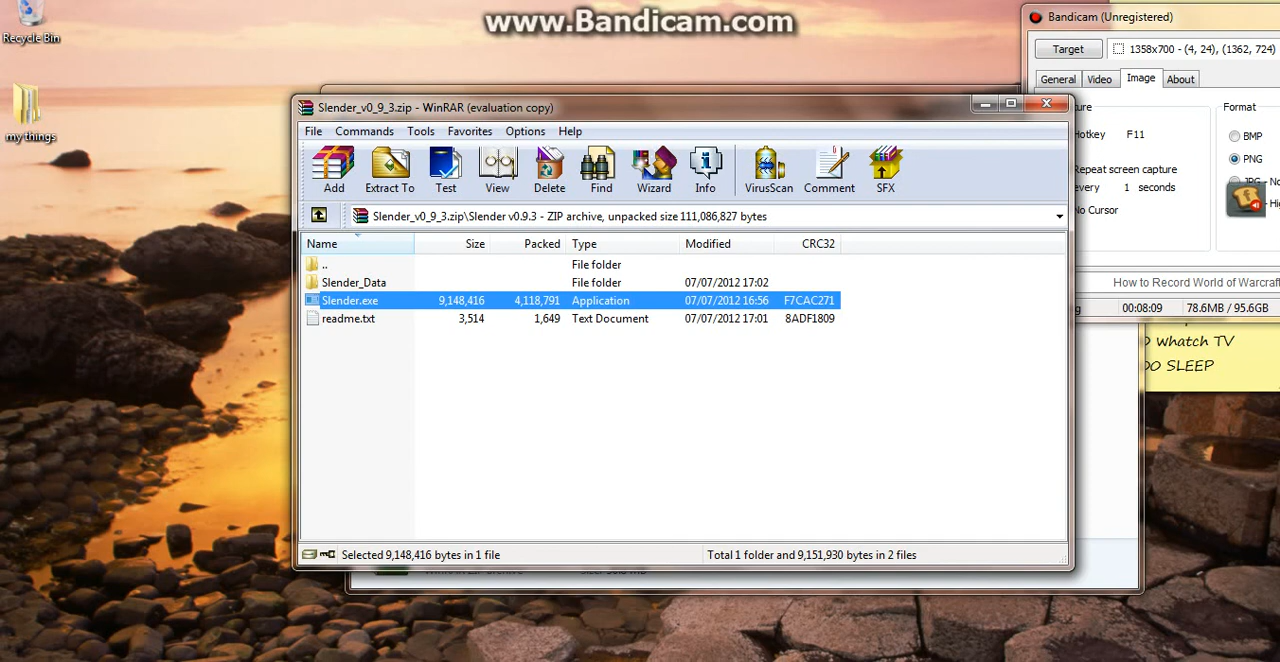 www.Bandicam.com
Recycle Bin
my things
Bandicam (Unregistered)
Target
1358x700 - (4, 24), (1362, 724)
General Video Image About
ture
Format
Hotkey F11
BMP
PNG
Repeat screen capture
every 1 seconds
JPG - No
No Cursor
Hig
How to Record World of Warcraft
00:08:09 78.6MB / 95.6GB
whatch TV
DO SLEEP
Slender_v0_9_3.zip - WinRAR (evaluation copy)
File Commands Tools Favorites Options Help
Add Extract To Test View Delete Find Wizard Info VirusScan Comment SFX
Slender_v0_9_3.zip\Slender v0.9.3 - ZIP archive, unpacked size 111,086,827 bytes
Name Size Packed Type Modified CRC32
.. File folder
Slender_Data File folder 07/07/2012 17:02
Slender.exe 9,148,416 4,118,791 Application 07/07/2012 16:56 F7CAC271
readme.txt 3,514 1,649 Text Document 07/07/2012 17:01 8ADF1809
Selected 9,148,416 bytes in 1 file
Total 1 folder and 9,151,930 bytes in 2 files